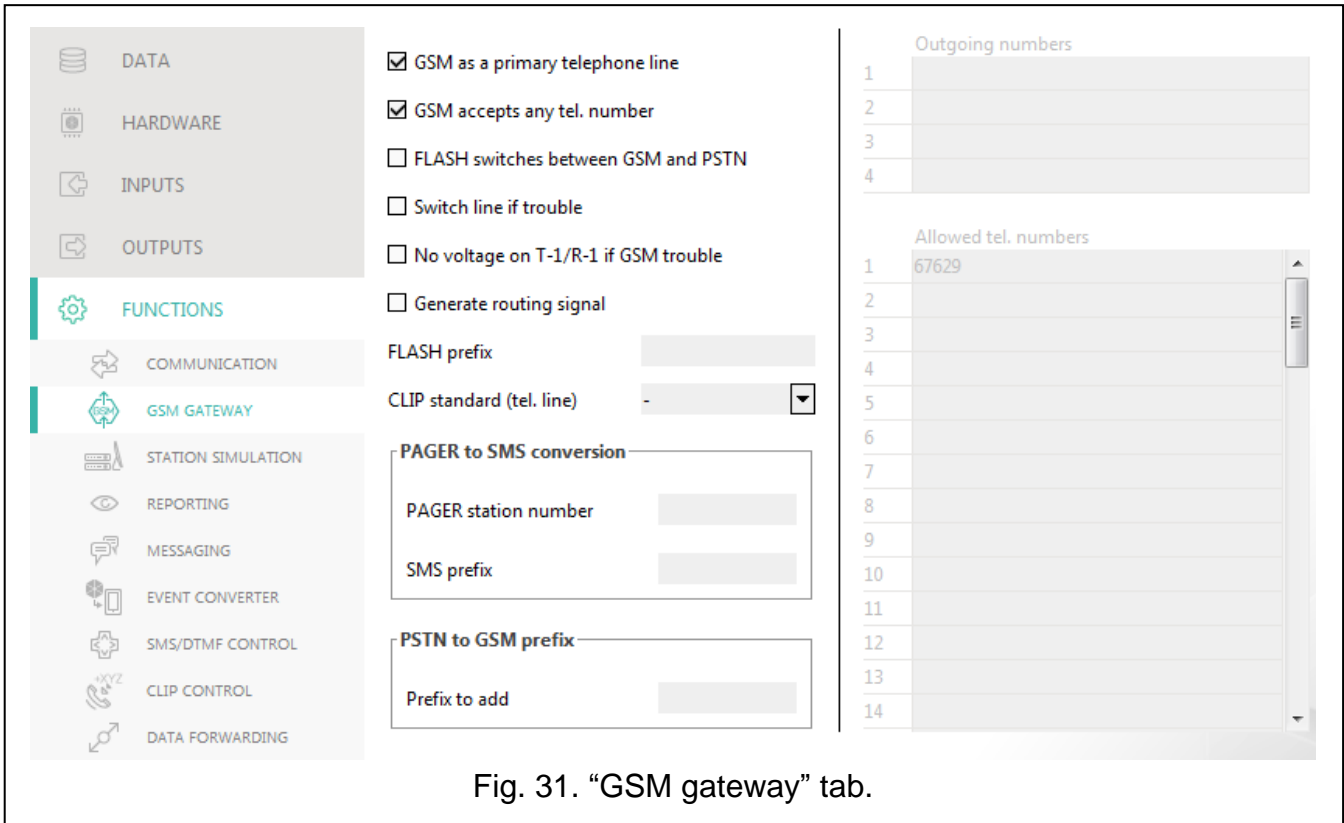 DATA
HARDWARE
INPUTS
OUTPUTS
FUNCTIONS
COMMUNICATION
GSM
GSM GATEWAY
STATION SIMULATION
REPORTING
MESSAGING
EVENT CONVERTER
SMS/DTMF CONTROL
+XYZ
CLIP CONTROL
DATA FORWARDING
GSM as a primary telephone line
GSM accepts any tel. number
FLASH switches between GSM and PSTN
Switch line if trouble
No voltage on T-1/R-1 if GSM trouble
Generate routing signal
FLASH prefix
CLIP standard (tel. line) -
PAGER to SMS conversion
PAGER station number
SMS prefix
PSTN to GSM prefix
Prefix to add
Outgoing numbers
1
2
3
4
Allowed tel. numbers
1 67629
2
3
4
5
6
7
8
9
10
11
12
13
14
Fig. 31. “GSM gateway” tab.